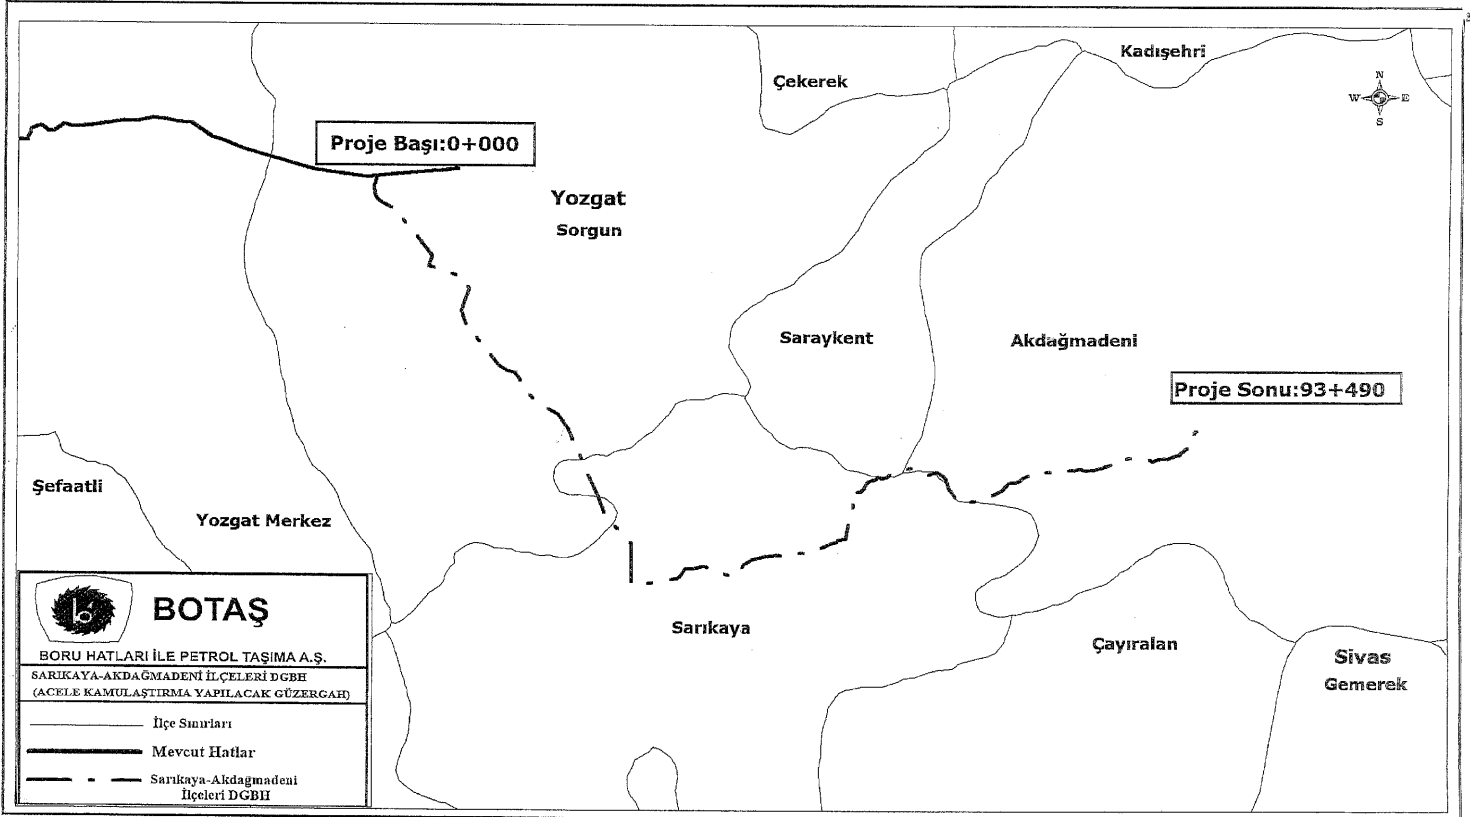 Kadışehri
Çekerek
N
W E
S
Proje Başı:0+000
Yozgat
Sorgun
Saraykent
Akdağmadeni
Proje Sonu:93+490
Şefaatli
Yozgat Merkez
Sarıkaya
Çayıralan
Sivas
Gemerek
BOTAŞ
BORU HATLARI İLE PETROL TAŞIMA A.Ş.
SARIKAYA-AKDAĞMADENİ İLÇELERİ DGBH
(ACELE KAMULAŞTIRMA YAPILACAK GÜZERGAH)
İlçe Sınırları
Mevcut Hatlar
Sarıkaya-Akdağmadeni
İlçeleri DGBH